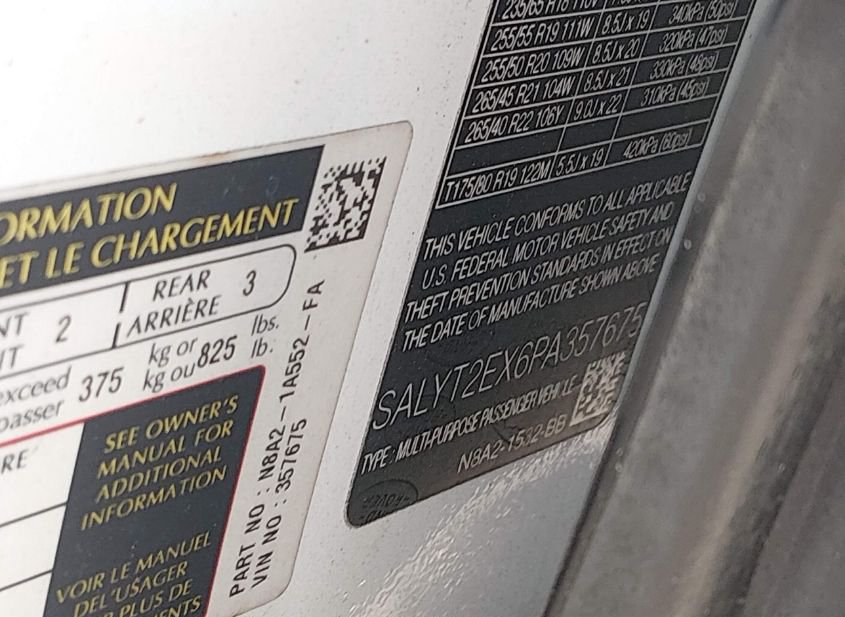 ORMATION
ET LE CHARGEMENT
NT 2 REAR 3
IT ARRIÈRE
exceed 375 kg or 825 lbs.
passer kg ou lb.
RE
SEE OWNER'S
MANUAL FOR
ADDITIONAL
INFORMATION
VOIR LE MANUEL
DE L'USAGER
PLUS DE
PART NO : N8A2-1A552-FA
VIN NO : 357675
235/65 R18 110V
255/55 R19 111W 8.5J x 19 340kPa (50psi)
255/50 R20 109W 8.5J x 20 320kPa (47psi)
265/45 R21 104W 8.5J x 21 330kPa (48psi)
265/40 R22 106Y 9.0J x 22 310kPa (45psi)
T175/80 R19 122M 5.5J x 19 420kPa (60psi)
THIS VEHICLE CONFORMS TO ALL APPLICABLE
U.S. FEDERAL MOTOR VEHICLE SAFETY AND
THEFT PREVENTION STANDARDS IN EFFECT ON
THE DATE OF MANUFACTURE SHOWN ABOVE
SALYT2EX6PA357675
TYPE : MULTI-PURPOSE PASSENGER VEHICLE
N8A2-1532-BB